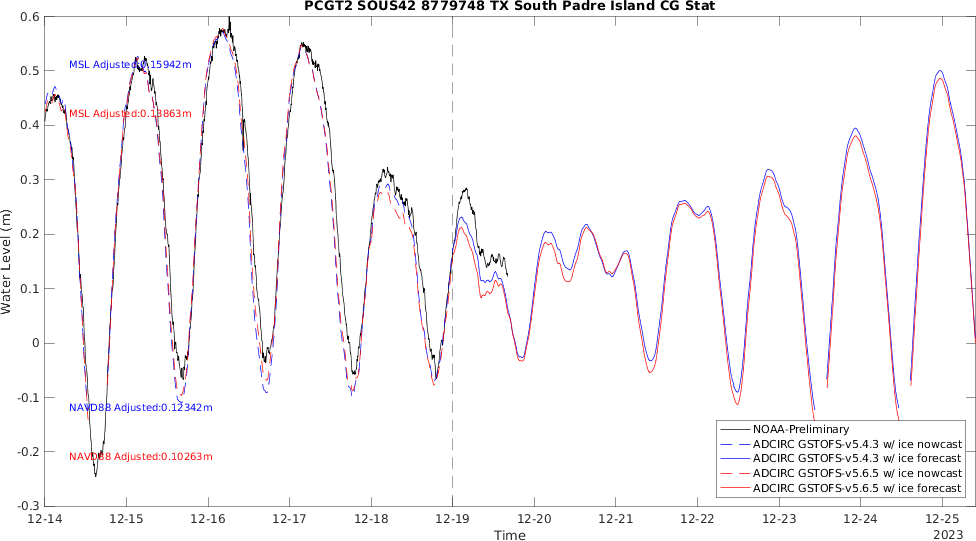 PCGT2 SOUS42 8779748 TX South Padre Island CG Stat
0.6
0.5
0.4
0.3
0.2
0.1
0
-0.1
-0.2
-0.3
Water Level (m)
MSL Adjusted:0.15942m
MSL Adjusted:0.13863m
NAVD88 Adjusted:0.12342m
NAVD88 Adjusted:0.10263m
NOAA-Preliminary
ADCIRC GSTOFS-v5.4.3 w/ ice nowcast
ADCIRC GSTOFS-v5.4.3 w/ ice forecast
ADCIRC GSTOFS-v5.6.5 w/ ice nowcast
ADCIRC GSTOFS-v5.6.5 w/ ice forecast
12-14 12-15 12-16 12-17 12-18 12-19 12-20 12-21 12-22 12-23 12-24 12-25
Time
2023